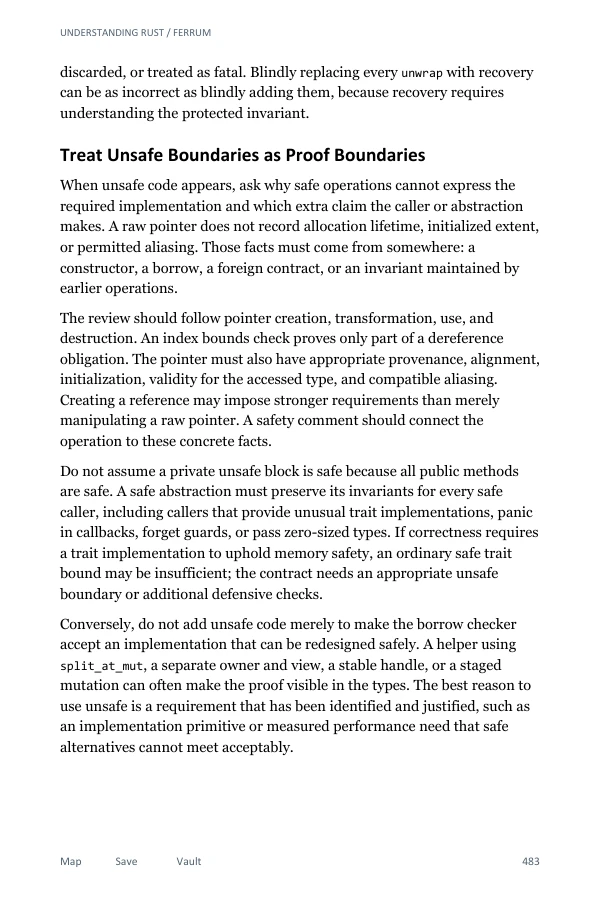 UNDERSTANDING RUST / FERRUM
discarded, or treated as fatal. Blindly replacing every unwrap with recovery
can be as incorrect as blindly adding them, because recovery requires
understanding the protected invariant.
Treat Unsafe Boundaries as Proof Boundaries
When unsafe code appears, ask why safe operations cannot express the
required implementation and which extra claim the caller or abstraction
makes. A raw pointer does not record allocation lifetime, initialized extent,
or permitted aliasing. Those facts must come from somewhere: a
constructor, a borrow, a foreign contract, or an invariant maintained by
earlier operations.
The review should follow pointer creation, transformation, use, and
destruction. An index bounds check proves only part of a dereference
obligation. The pointer must also have appropriate provenance, alignment,
initialization, validity for the accessed type, and compatible aliasing.
Creating a reference may impose stronger requirements than merely
manipulating a raw pointer. A safety comment should connect the
operation to these concrete facts.
Do not assume a private unsafe block is safe because all public methods
are safe. A safe abstraction must preserve its invariants for every safe
caller, including callers that provide unusual trait implementations, panic
in callbacks, forget guards, or pass zero-sized types. If correctness requires
a trait implementation to uphold memory safety, an ordinary safe trait
bound may be insufficient; the contract needs an appropriate unsafe
boundary or additional defensive checks.
Conversely, do not add unsafe code merely to make the borrow checker
accept an implementation that can be redesigned safely. A helper using
split_at_mut, a separate owner and view, a stable handle, or a staged
mutation can often make the proof visible in the types. The best reason to
use unsafe is a requirement that has been identified and justified, such as
an implementation primitive or measured performance need that safe
alternatives cannot meet acceptably.
Map Save Vault 483